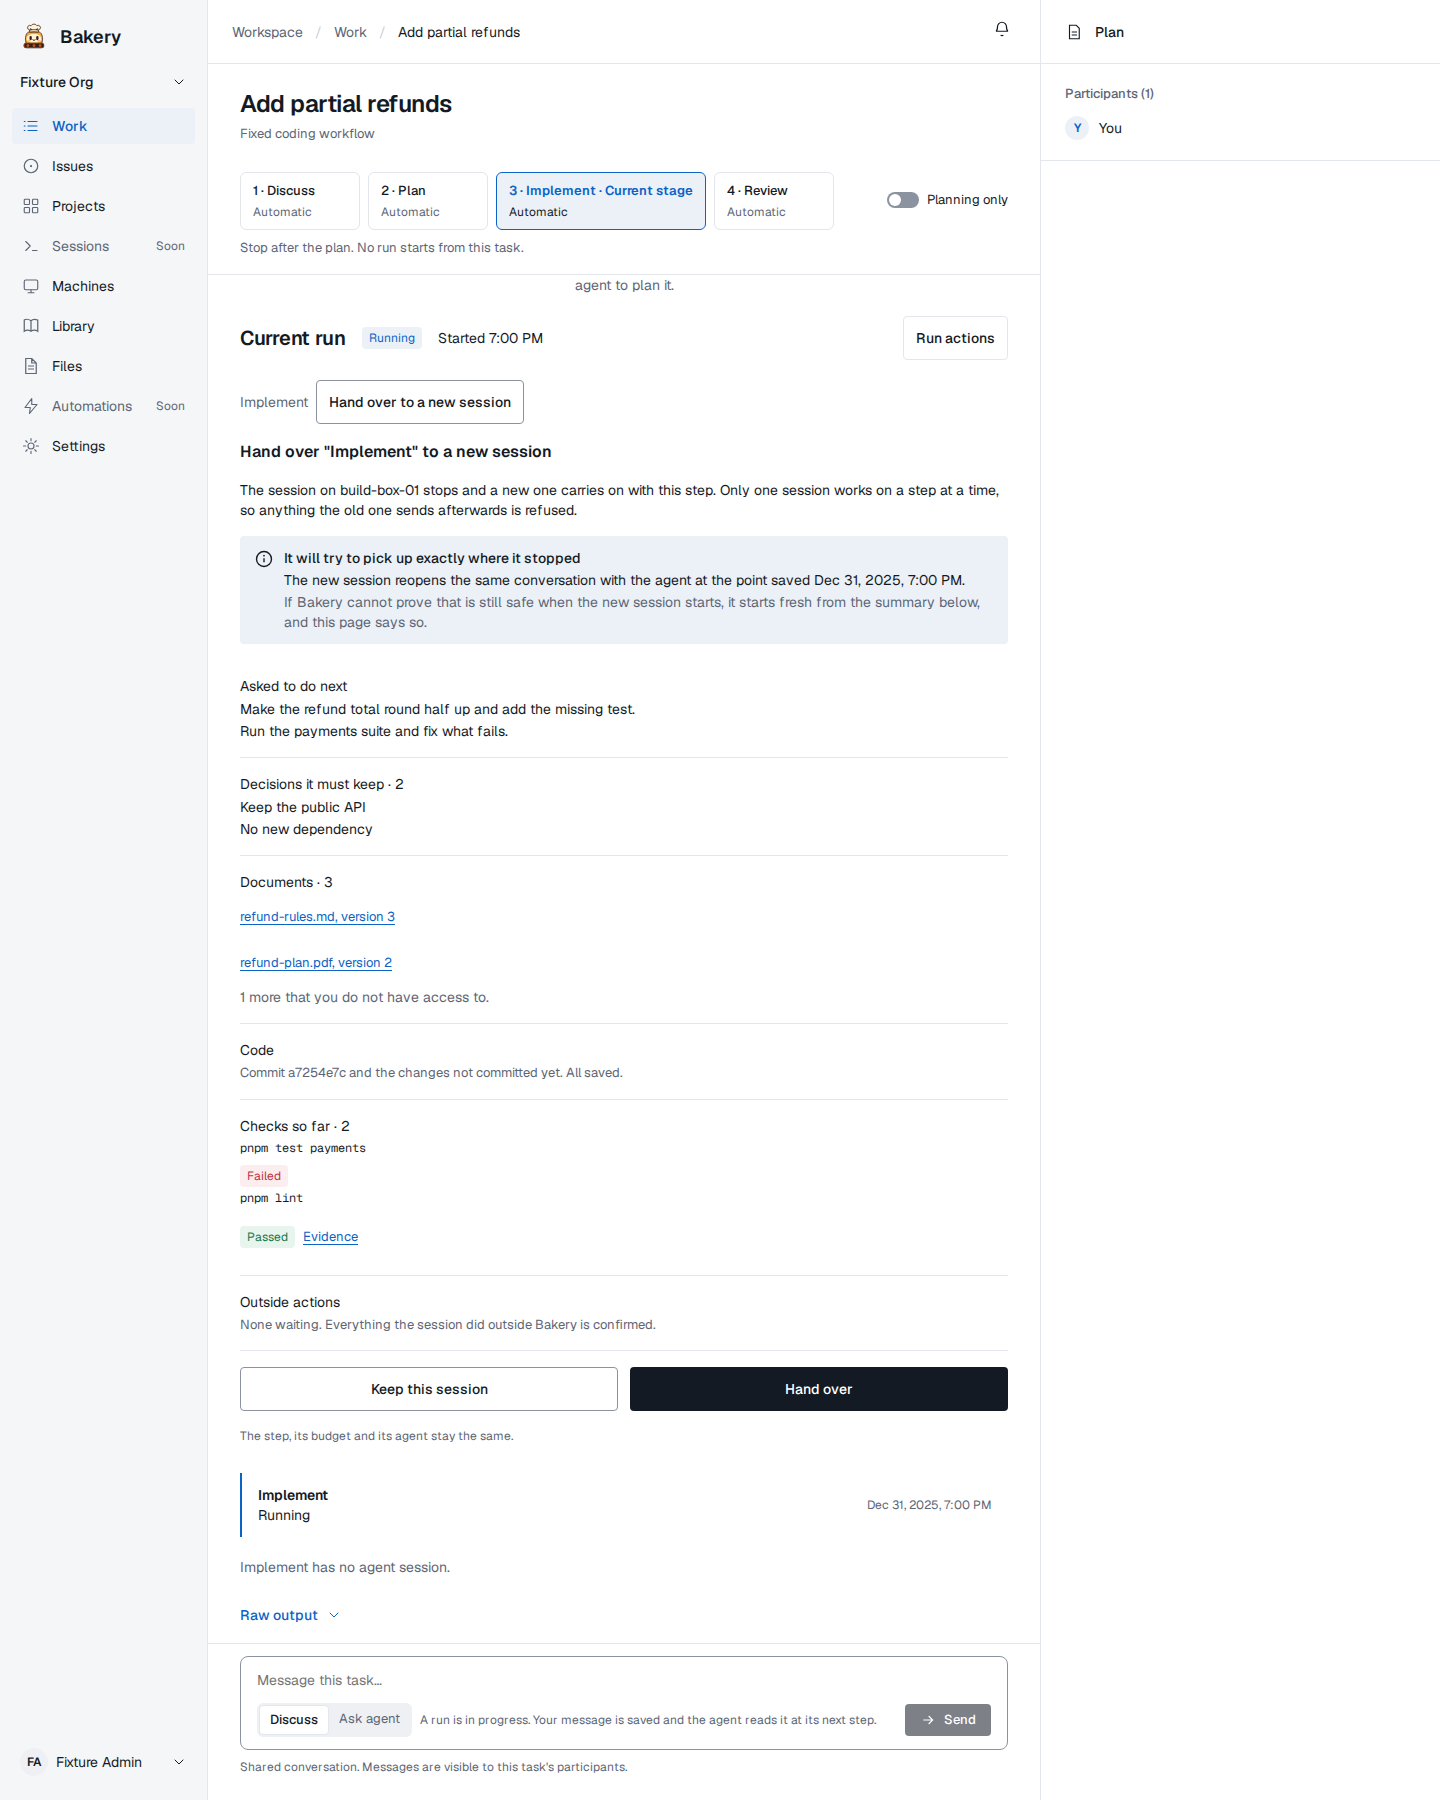 Bakery
Fixture Org
Work
Issues
Projects
Sessions Soon
Machines
Library
Files
Automations Soon
Settings
FA Fixture Admin
Workspace / Work / Add partial refunds
Add partial refunds
Fixed coding workflow
1 · Discuss
Automatic
2 · Plan
Automatic
3 · Implement · Current stage
Automatic
4 · Review
Automatic
Planning only
Stop after the plan. No run starts from this task.
agent to plan it.
Current run Running Started 7:00 PM Run actions
Implement Hand over to a new session
Hand over "Implement" to a new session
The session on build-box-01 stops and a new one carries on with this step. Only one session works on a step at a time,
so anything the old one sends afterwards is refused.
It will try to pick up exactly where it stopped
The new session reopens the same conversation with the agent at the point saved Dec 31, 2025, 7:00 PM.
If Bakery cannot prove that is still safe when the new session starts, it starts fresh from the summary below,
and this page says so.
Asked to do next
Make the refund total round half up and add the missing test.
Run the payments suite and fix what fails.
Decisions it must keep · 2
Keep the public API
No new dependency
Documents · 3
refund-rules.md, version 3
refund-plan.pdf, version 2
1 more that you do not have access to.
Code
Commit a7254e7c and the changes not committed yet. All saved.
Checks so far · 2
pnpm test payments
Failed
pnpm lint
Passed Evidence
Outside actions
None waiting. Everything the session did outside Bakery is confirmed.
Keep this session Hand over
The step, its budget and its agent stay the same.
Implement
Running
Dec 31, 2025, 7:00 PM
Implement has no agent session.
Raw output
Message this task…
Discuss Ask agent A run is in progress. Your message is saved and the agent reads it at its next step. Send
Shared conversation. Messages are visible to this task's participants.
Plan
Participants (1)
Y You